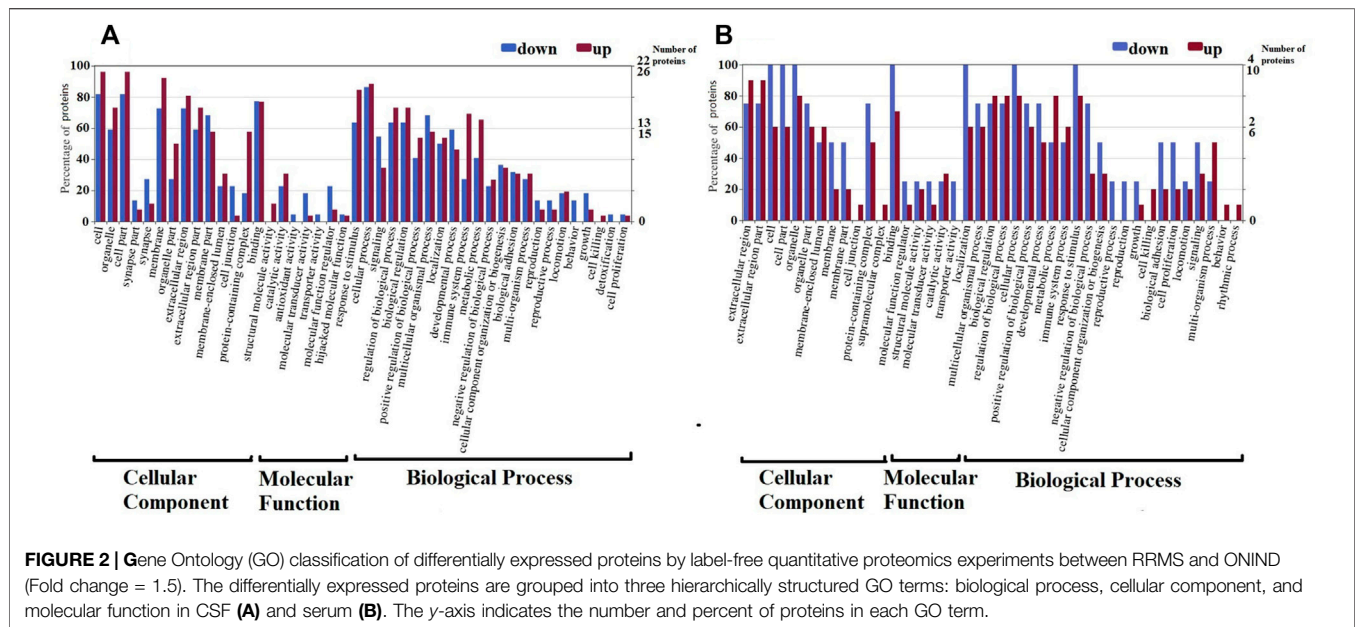 A
down
up
Number of
proteins
22
26
13
15
0
Percentage of proteins
100
80
60
40
20
0
cell
organelle
cell part
synapse part
synapse
membrane
organelle part
extracellular region
extracellular region part
membrane part
membrane-enclosed lumen
cell junction
protein-containing complex
binding
structural molecule activity
catalytic activity
antioxidant activity
molecular transducer activity
transporter activity
molecular function regulator
hijacked molecular function
response to stimulus
cellular process
signaling
regulation of biological process
biological regulation
positive regulation of biological process
multicellular organismal process
localization
developmental process
immune system process
metabolic process
negative regulation of biological process
cellular component organization or biogenesis
biological adhesion
multi-organism process
reproduction
reproductive process
locomotion
behavior
growth
cell killing
detoxification
cell proliferation
Cellular
Component
Molecular
Function
Biological Process
B
down
up
Number of
proteins
4
10
2
6
0
Percentage of proteins
100
80
60
40
20
0
extracellular region
extracellular region part
cell
cell part
organelle
organelle part
membrane-enclosed lumen
membrane
membrane part
cell junction
protein-containing complex
supramolecular complex
binding
molecular function regulator
structural molecule activity
molecular transducer activity
catalytic activity
transporter activity
localization
multicellular organismal process
biological regulation
regulation of biological process
cellular process
positive regulation of biological process
developmental process
metabolic process
immune system process
response to stimulus
negative regulation of biological process
cellular component organization or biogenesis
reproductive process
reproduction
growth
cell killing
biological adhesion
cell proliferation
locomotion
signaling
multi-organism process
behavior
rhythmic process
Cellular
Component
Molecular
Function
Biological Process
FIGURE 2 | Gene Ontology (GO) classification of differentially expressed proteins by label-free quantitative proteomics experiments between RRMS and ONIND
(Fold change = 1.5). The differentially expressed proteins are grouped into three hierarchically structured GO terms: biological process, cellular component, and
molecular function in CSF (A) and serum (B). The y-axis indicates the number and percent of proteins in each GO term.